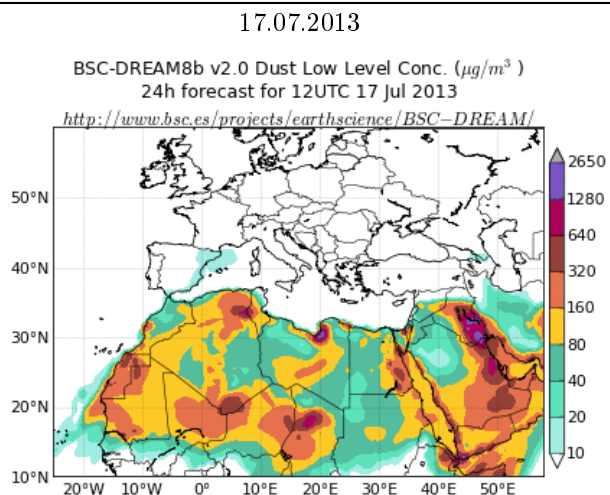 17.07.2013
BSC-DREAM8b v2.0 Dust Low Level Conc. (μg/m³ )
24h forecast for 12UTC 17 Jul 2013
http://www.bsc.es/projects/earthscience/BSC−DREAM/
2650
1280
640
320
160
80
40
20
10
50°N
40°N
30°N
20°N
10°N
20°W 10°W 0° 10°E 20°E 30°E 40°E 50°E